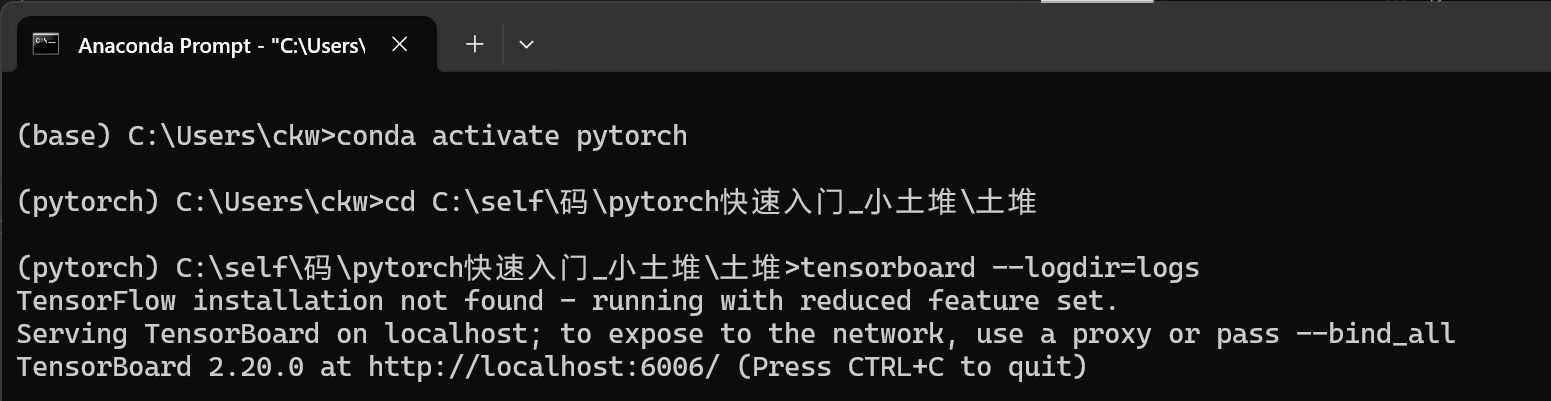 Anaconda Prompt - "C:\Users\
(base) C:\Users\ckw>conda activate pytorch
(pytorch) C:\Users\ckw>cd C:\self\码\pytorch快速入门_小土堆\土堆
(pytorch) C:\self\码\pytorch快速入门_小土堆\土堆>tensorboard --logdir=logs
TensorFlow installation not found - running with reduced feature set.
Serving TensorBoard on localhost; to expose to the network, use a proxy or pass --bind_all
TensorBoard 2.20.0 at http://localhost:6006/ (Press CTRL+C to quit)